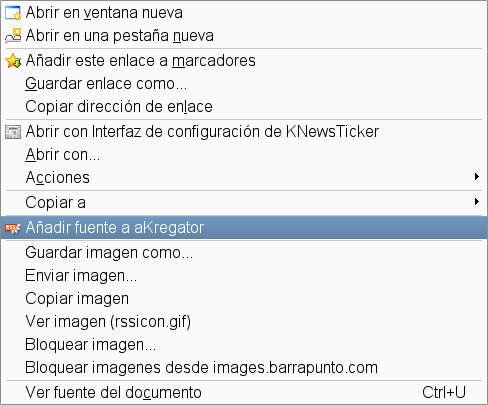 Abrir en ventana nueva
Abrir en una pestaña nueva
Añadir este enlace a marcadores
Guardar enlace como...
Copiar dirección de enlace
Abrir con Interfaz de configuración de KNewsTicker
Abrir con...
Acciones
Copiar a
RSS Añadir fuente a aKregator
Guardar imagen como...
Enviar imagen...
Copiar imagen
Ver imagen (rssicon.gif)
Bloquear imagen...
Bloquear imagenes desde images.barrapunto.com
Ver fuente del documento Ctrl+U